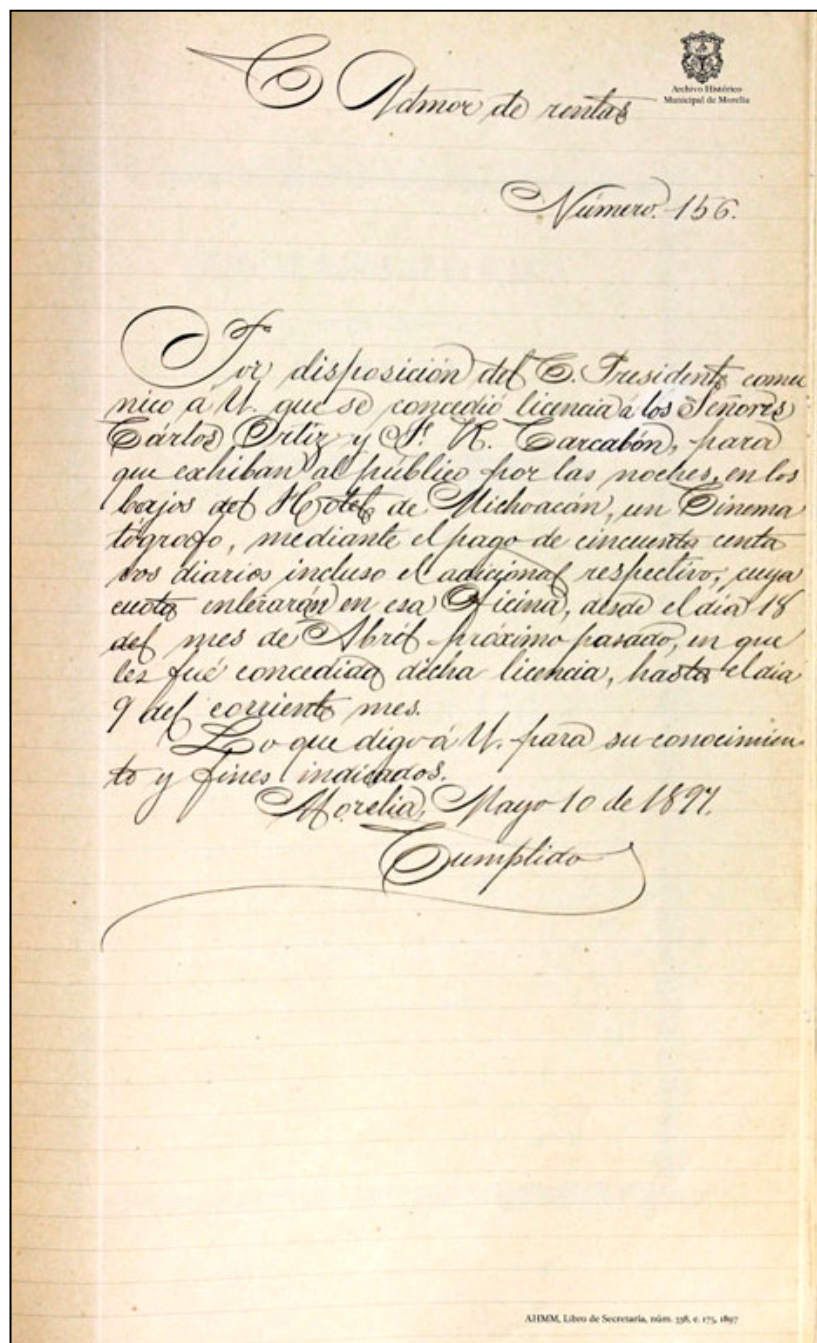 C Admor de rentas
Archivo Histórico
Municipal de Morelia
Número. 156.
Por disposición del C. Presidente comu
nico á U. que se concedió licencia á los Señores
Cárlos Ortiz y P. R. Carcabón, para
que exhiban al público por las noches, en los
bajos del Hotel de Michoacán, un Cinema
tógrafo, mediante el pago de cincuenta centa
vos diarios incluso el adicional respectivo; cuya
cuota enterarán en esa Oficina, desde el día 18
del mes de Abril próximo pasado, en que
les fué concedida dicha licencia, hasta el día
9 del corriente mes.
Lo que digo á U. para su conocimien
to y fines indicados.
Morelia, Mayo 10 de 1897.
Cumplido
AHMM, Libro de Secretaría, núm. 338, e. 175, 1897